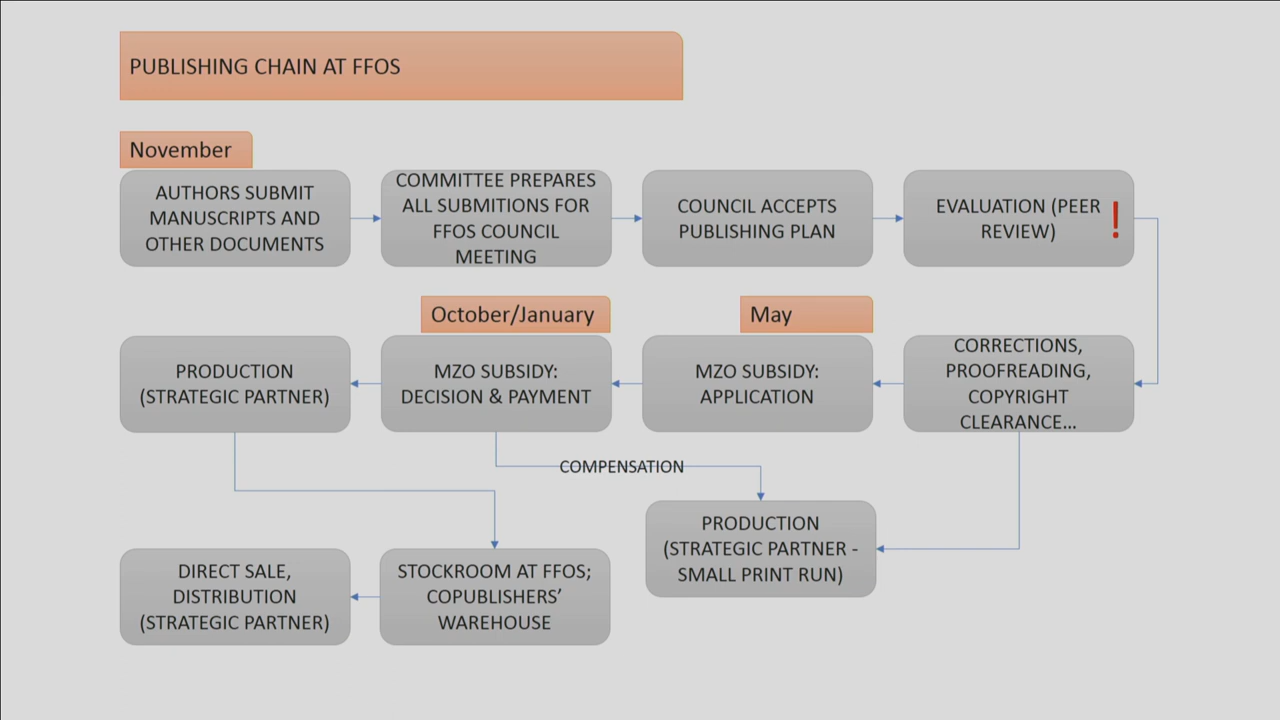 PUBLISHING CHAIN AT FFOS
November
AUTHORS SUBMIT
MANUSCRIPTS AND
OTHER DOCUMENTS
COMMITTEE PREPARES
ALL SUBMITIONS FOR
FFOS COUNCIL
MEETING
COUNCIL ACCEPTS
PUBLISHING PLAN
EVALUATION (PEER
REVIEW)
!
October/January
May
PRODUCTION
(STRATEGIC PARTNER)
MZO SUBSIDY:
DECISION & PAYMENT
MZO SUBSIDY:
APPLICATION
CORRECTIONS,
PROOFREADING,
COPYRIGHT
CLEARANCE...
COMPENSATION
PRODUCTION
(STRATEGIC PARTNER -
SMALL PRINT RUN)
DIRECT SALE,
DISTRIBUTION
(STRATEGIC PARTNER)
STOCKROOM AT FFOS;
COPUBLISHERS’
WAREHOUSE